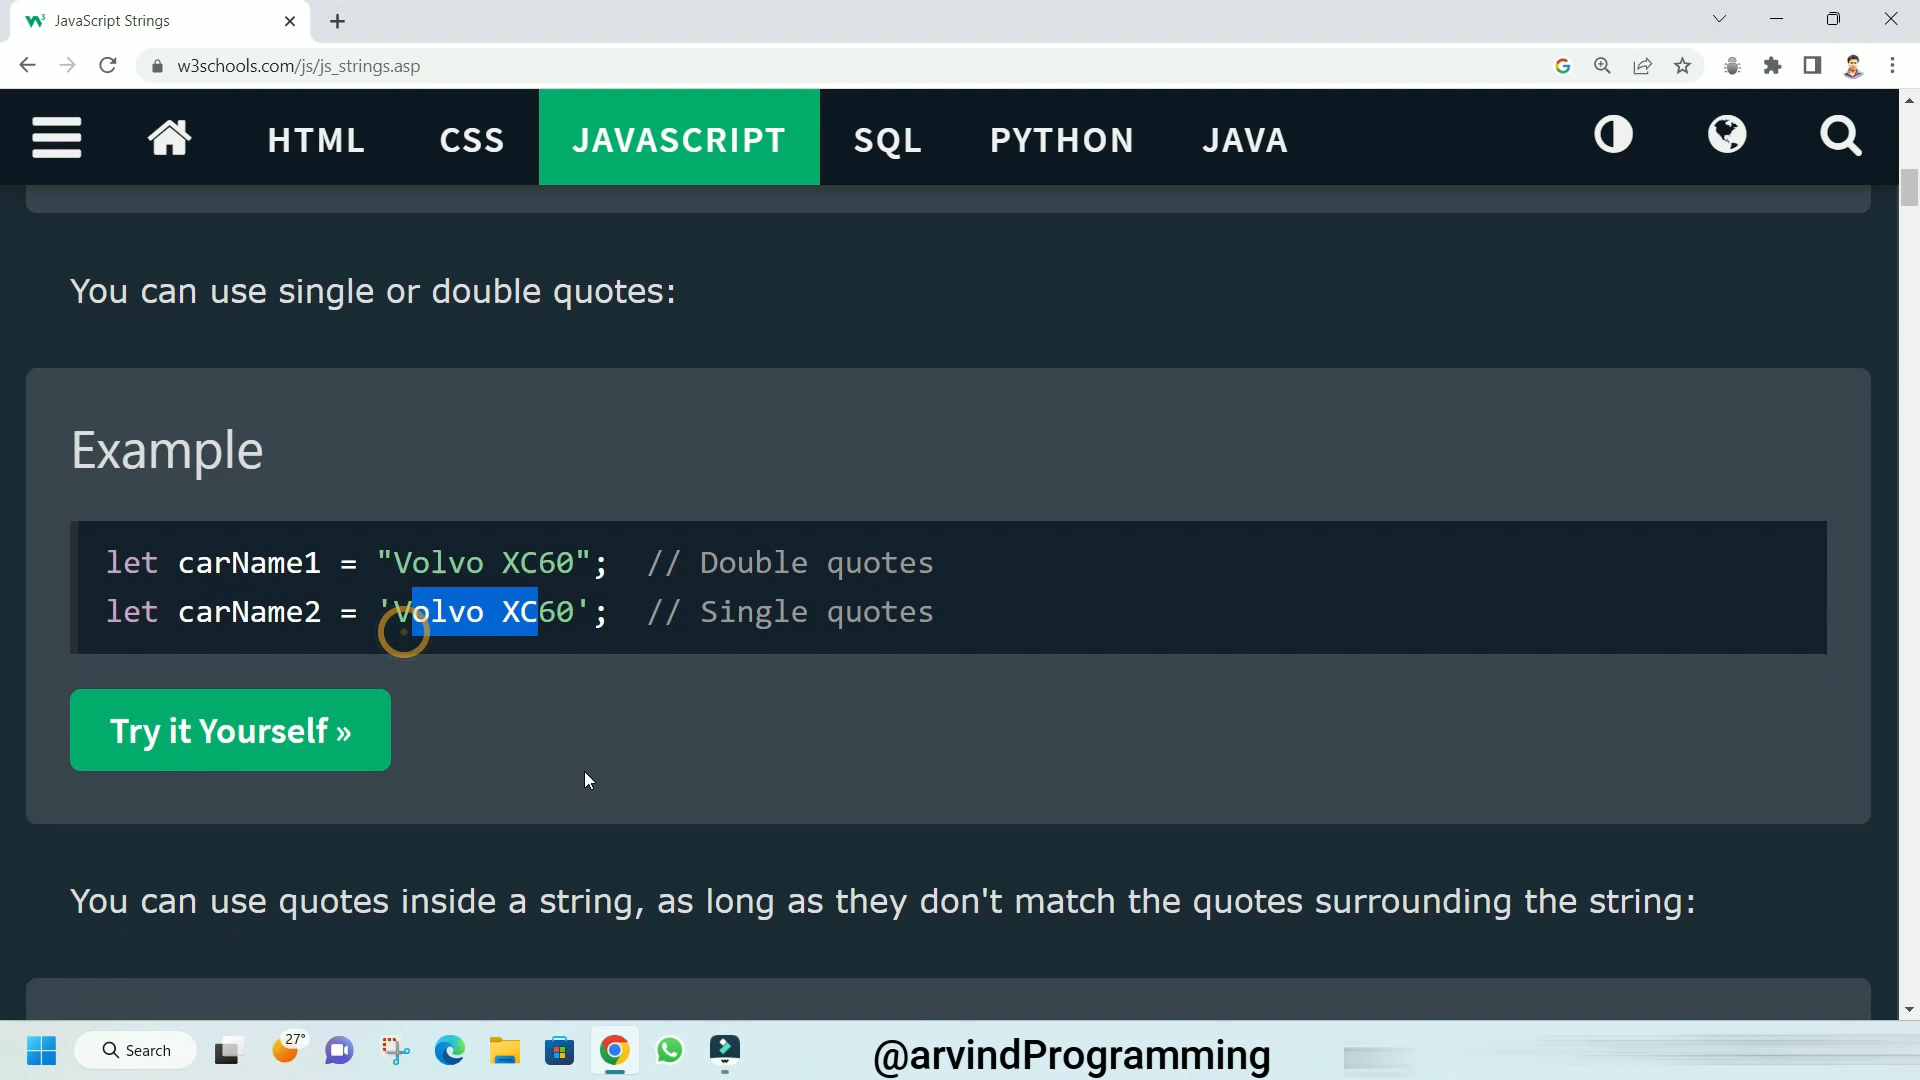 JavaScript Strings
w3schools.com/js/js_strings.asp
HTML CSS JAVASCRIPT SQL PYTHON JAVA
You can use single or double quotes:
Example
let carName1 = "Volvo XC60"; // Double quotes
let carName2 = 'Volvo XC60'; // Single quotes
Try it Yourself »
You can use quotes inside a string, as long as they don't match the quotes surrounding the string:
Search
27°
@arvindProgramming